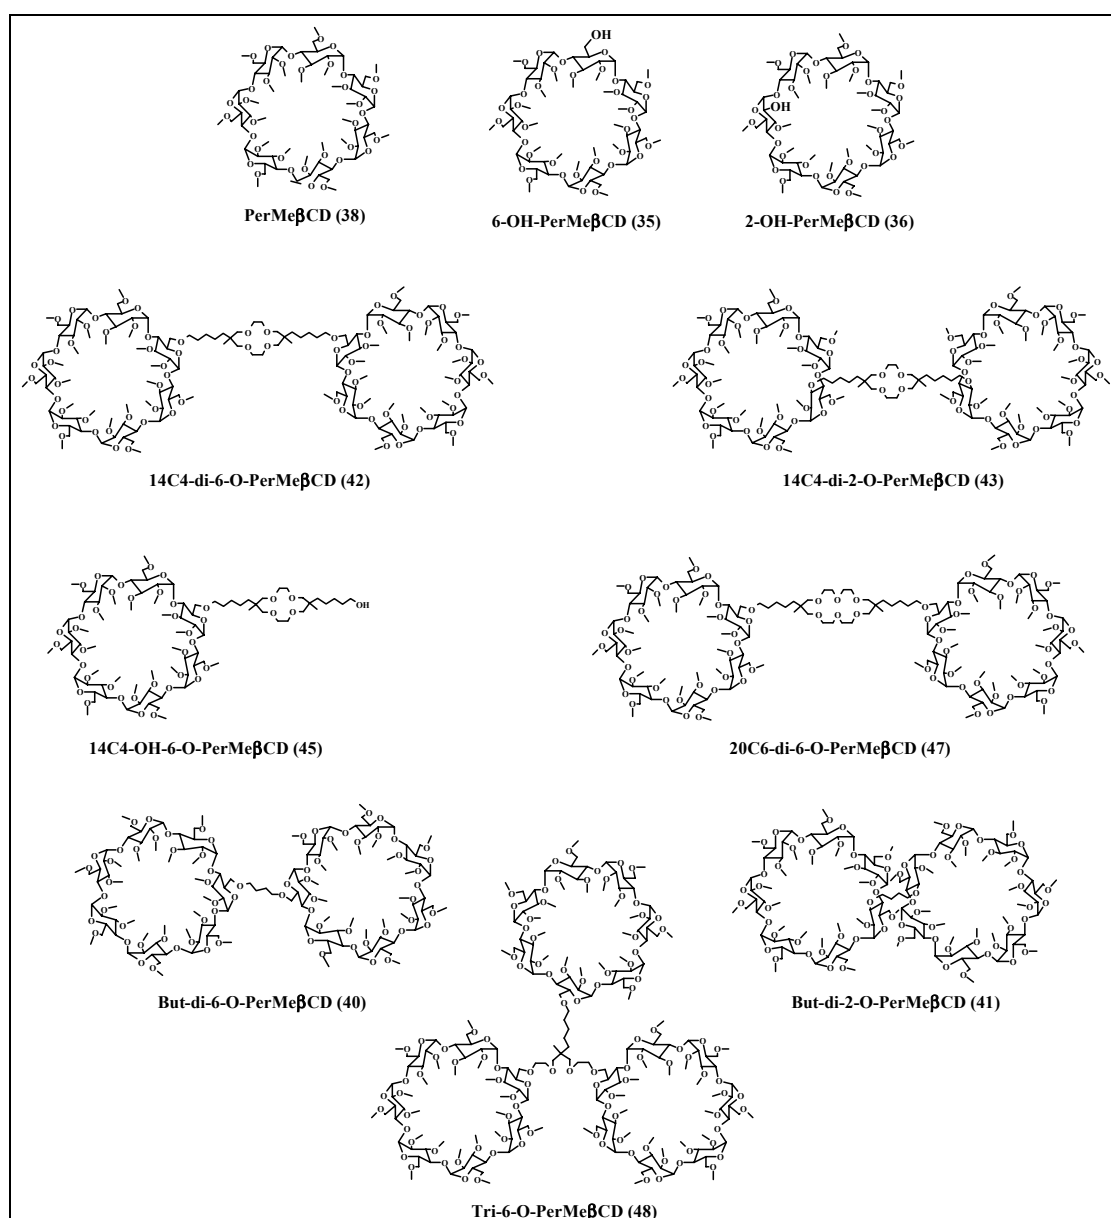 PerMeβCD (38)
6-OH-PerMeβCD (35)
2-OH-PerMeβCD (36)
14C4-di-6-O-PerMeβCD (42)
14C4-di-2-O-PerMeβCD (43)
14C4-OH-6-O-PerMeβCD (45)
20C6-di-6-O-PerMeβCD (47)
But-di-6-O-PerMeβCD (40)
But-di-2-O-PerMeβCD (41)
Tri-6-O-PerMeβCD (48)
OH
OH
OH